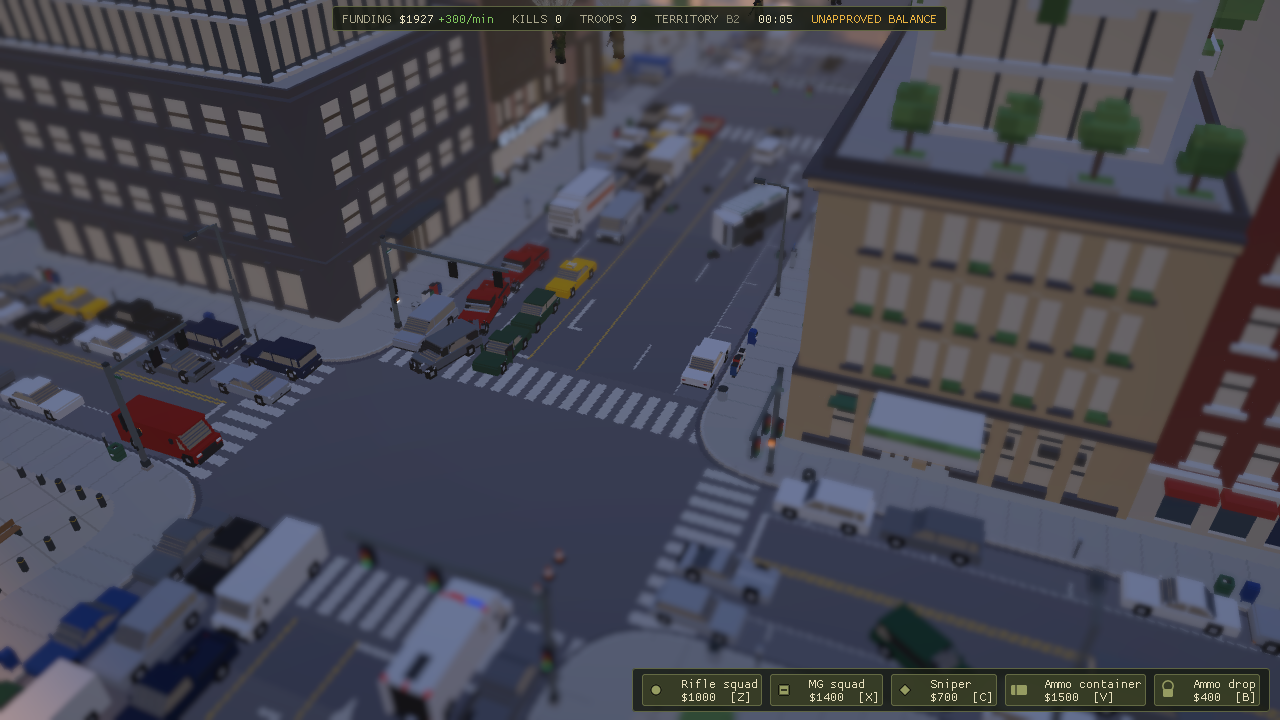 FUNDING $1927 +300/min KILLS 0 TROOPS 9 TERRITORY B2 00:05 UNAPPROVED BALANCE
Rifle squad
$1000 [Z]
MG squad
$1400 [X]
Sniper
$700 [C]
Ammo container
$1500 [V]
Ammo drop
$400 [B]